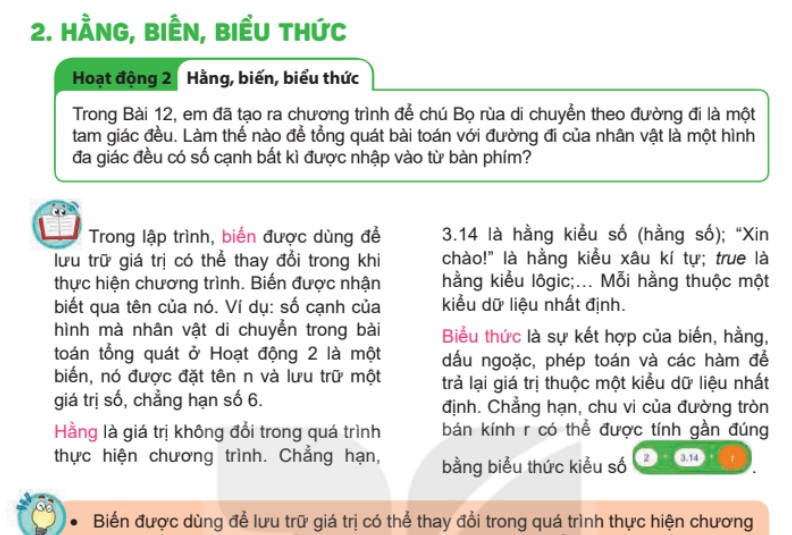 2. HẰNG, BIẾN, BIỂU THỨC
Hoạt động 2 Hằng, biến, biểu thức
Trong Bài 12, em đã tạo ra chương trình để chú Bọ rùa di chuyển theo đường đi là một
tam giác đều. Làm thế nào để tổng quát bài toán với đường đi của nhân vật là một hình
đa giác đều có số cạnh bất kì được nhập vào từ bàn phím?
Trong lập trình, biến được dùng để
lưu trữ giá trị có thể thay đổi trong khi
thực hiện chương trình. Biến được nhận
biết qua tên của nó. Ví dụ: số cạnh của
hình mà nhân vật di chuyển trong bài
toán tổng quát ở Hoạt động 2 là một
biến, nó được đặt tên n và lưu trữ một
giá trị số, chẳng hạn số 6.
Hằng là giá trị không đổi trong quá trình
thực hiện chương trình. Chẳng hạn,
3.14 là hằng kiểu số (hằng số); “Xin
chào!” là hằng kiểu xâu kí tự; true là
hằng kiểu lôgic;... Mỗi hằng thuộc một
kiểu dữ liệu nhất định.
Biểu thức là sự kết hợp của biến, hằng,
dấu ngoặc, phép toán và các hàm để
trả lại giá trị thuộc một kiểu dữ liệu nhất
định. Chẳng hạn, chu vi của đường tròn
bán kính r có thể được tính gần đúng
bằng biểu thức kiểu số 2 * 3.14 * r .
• Biến được dùng để lưu trữ giá trị có thể thay đổi trong quá trình thực hiện chương